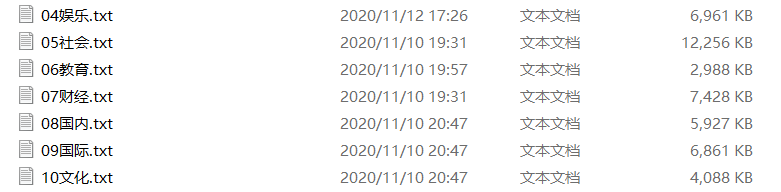 04娱乐.txt 2020/11/12 17:26 文本文档 6,961 KB
05社会.txt 2020/11/10 19:31 文本文档 12,256 KB
06教育.txt 2020/11/10 19:57 文本文档 2,988 KB
07财经.txt 2020/11/10 19:31 文本文档 7,428 KB
08国内.txt 2020/11/10 20:47 文本文档 5,927 KB
09国际.txt 2020/11/10 20:47 文本文档 6,861 KB
10文化.txt 2020/11/10 20:47 文本文档 4,088 KB